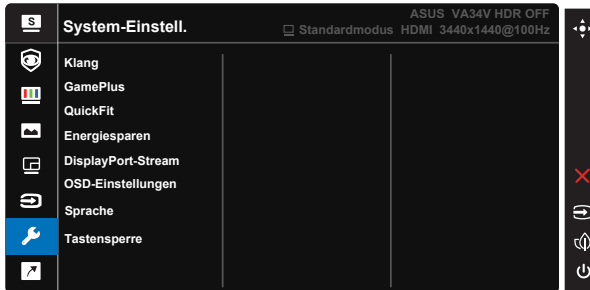 S
System-Einstell.
ASUS VA34V HDR OFF
Standardmodus HDMI 3440x1440@100Hz
Klang
GamePlus
QuickFit
Energiesparen
DisplayPort-Stream
OSD-Einstellungen
Sprache
Tastensperre